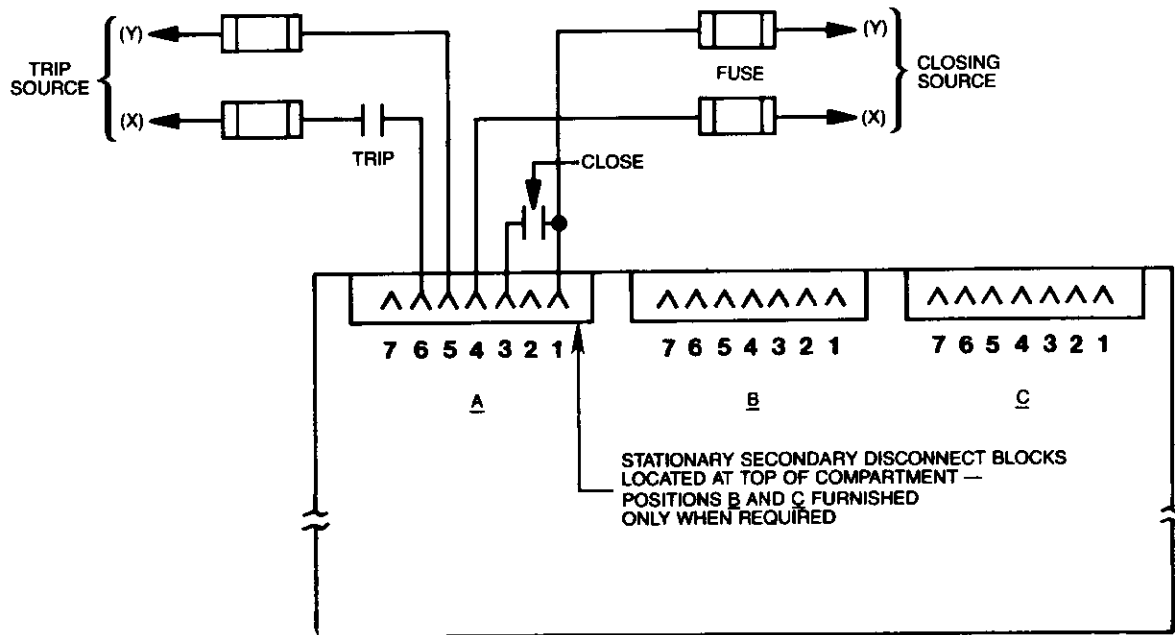 (Y)
(Y)
TRIP
SOURCE
FUSE
CLOSING
SOURCE
(X)
(X)
TRIP
CLOSE
7 6 5 4 3 2 1
7 6 5 4 3 2 1
7 6 5 4 3 2 1
A
B
C
STATIONARY SECONDARY DISCONNECT BLOCKS
LOCATED AT TOP OF COMPARTMENT —
POSITIONS B AND C FURNISHED
ONLY WHEN REQUIRED